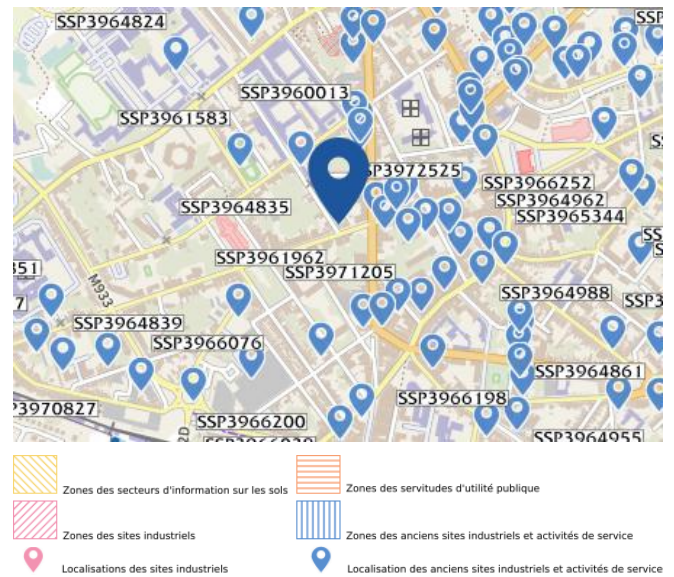 SSP3964824
SSP
SSP3960013
SSP3961583
SSP3972525
SSP3966252
SSP3964962
SSP3964835
SSP3965344
SSP3961962
SSP3971205
351
M933
SSP3964988
SSP3
7
SSP3964839
SSP3966076
SSP3964861
SSP3966198
P3970827
SSP3966200
SSP3964955
Zones des secteurs d'information sur les sols
Zones des servitudes d'utilité publique
Zones des sites industriels
Zones des anciens sites industriels et activités de service
Localisations des sites industriels
Localisation des anciens sites industriels et activités de service